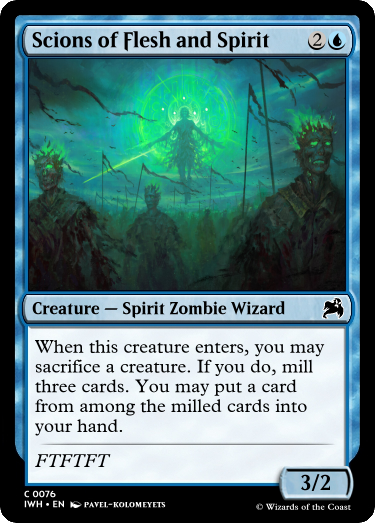 Scions of Flesh and Spirit 2
Creature — Spirit Zombie Wizard
When this creature enters, you may
sacrifice a creature. If you do, mill
three cards. You may put a card
from among the milled cards into
your hand.
FTFTFT
3/2
C 0076
IWH • EN PAVEL-KOLOMEYETS
© Wizards of the Coast